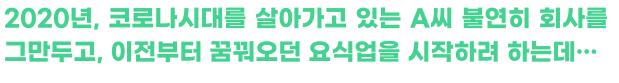 2020년, 코로나시대를 살아가고 있는 A씨 불연히 회사를
그만두고, 이전부터 꿈꿔오던 요식업을 시작하려 하는데…